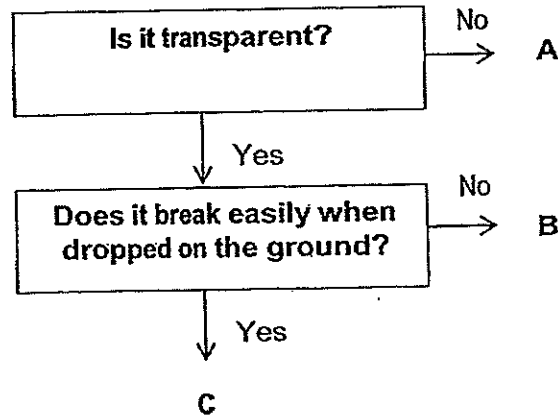 Is it transparent?
No
A
Yes
Does it break easily when
dropped on the ground?
No
B
Yes
C